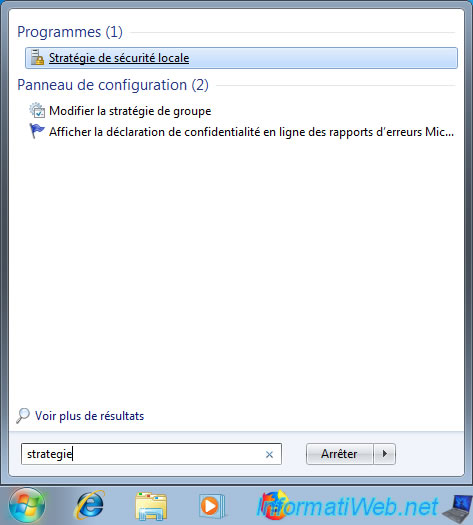 Programmes (1)
Stratégie de sécurité locale
Panneau de configuration (2)
Modifier la stratégie de groupe
Afficher la déclaration de confidentialité en ligne des rapports d'erreurs Mic...
Voir plus de résultats
strategie
Arrêter
InformatiWeb.net